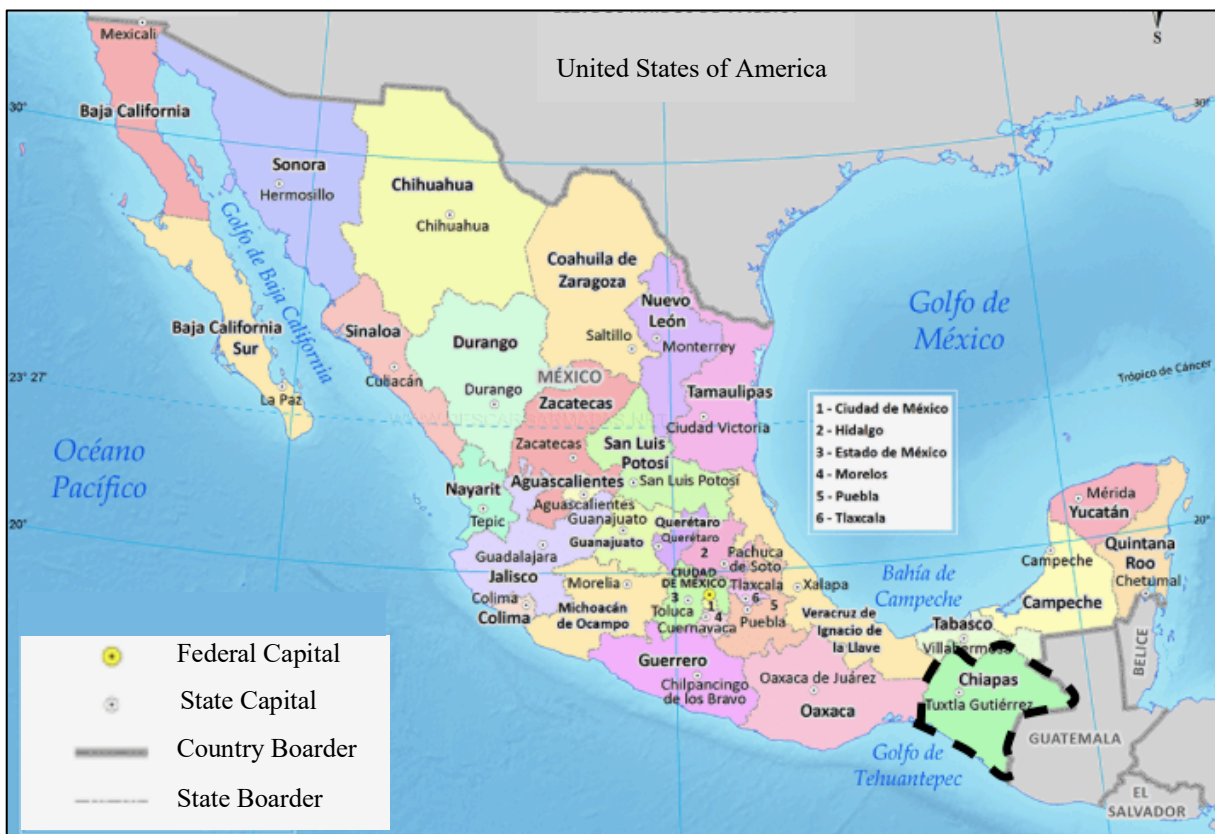 Mexicali
S
United States of America
30°
30°
Baja California
Sonora
Hermosillo
Chihuahua
Chihuahua
Golfo de Baja California
Coahuila de
Zaragoza
Nuevo
León
Saltillo
Monterrey
Golfo de
México
Baja California
Sur
Sinaloa
Durango
Culiacán
23° 27'
La Paz
Durango
MÉXICO
Zacatecas
Tamaulipas
Ciudad Victoria
Trópico de Cáncer
1 - Ciudad de México
2 - Hidalgo
3 - Estado de México
4 - Morelos
5 - Puebla
6 - Tlaxcala
Océano
Pacífico
Zacatecas
San Luis
Potosí
Nayarit
Aguascalientes
San Luis Potosí
Aguascalientes
Tepic
Guanajuato
Querétaro
Querétaro
20°
20°
Mérida
Yucatán
Guadalajara
Guanajuato
2
Pachuca
de Soto
Campeche
Quintana
Roo
Chetumal
Jalisco
Morelia
CIUDAD
DE MÉXICO
Tlaxcala
Xalapa
Bahía de
Campeche
Colima
Colima
Michoacán
de Ocampo
3
1
6
5
Toluca
4
Puebla
Cuernavaca
Veracruz de
Ignacio de
la Llave
Tabasco
Villahermosa
Campeche
BELICE
Guerrero
Chilpancingo
de los Bravo
Oaxaca de Juárez
Oaxaca
Chiapas
Tuxtla Gutiérrez
GUATEMALA
Golfo de
Tehuantepec
EL
SALVADOR
Federal Capital
State Capital
Country Boarder
State Boarder